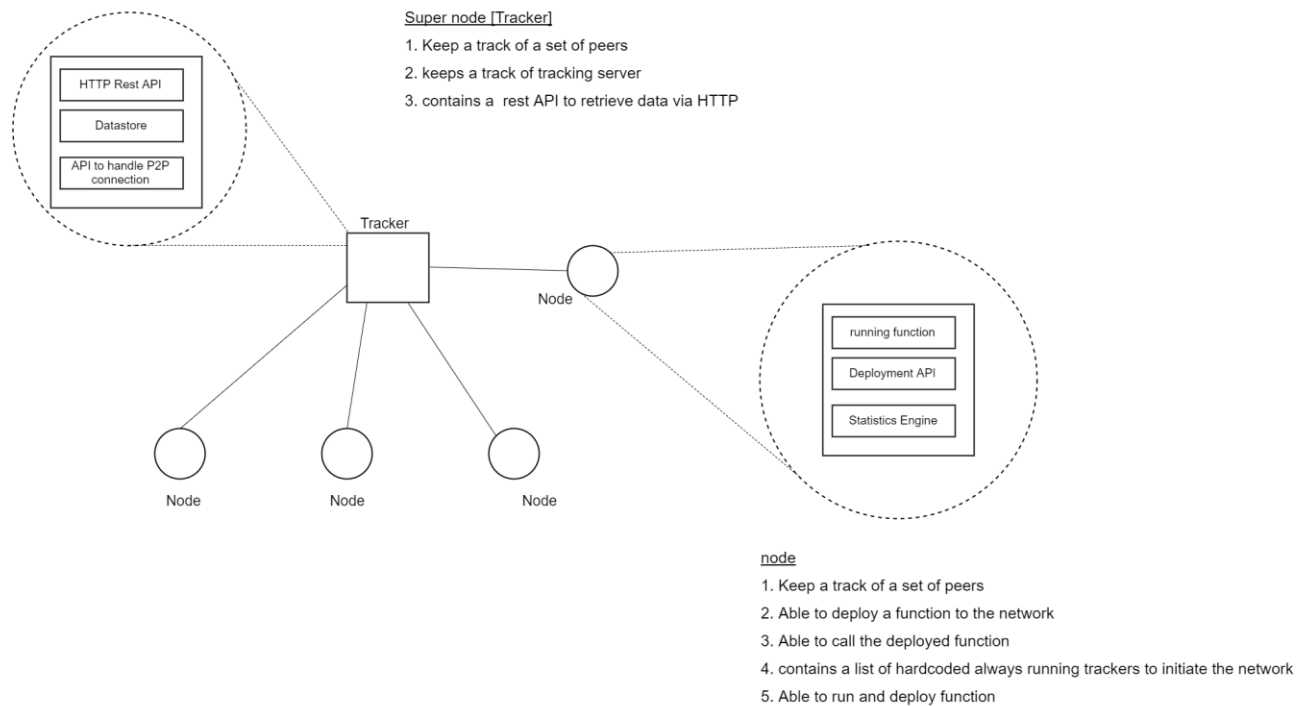 Super node [Tracker]
1. Keep a track of a set of peers
2. keeps a track of tracking server
3. contains a rest API to retrieve data via HTTP
HTTP Rest API
Datastore
API to handle P2P
connection
Tracker
Node
running function
Deployment API
Statistics Engine
Node
Node
Node
node
1. Keep a track of a set of peers
2. Able to deploy a function to the network
3. Able to call the deployed function
4. contains a list of hardcoded always running trackers to initiate the network
5. Able to run and deploy function